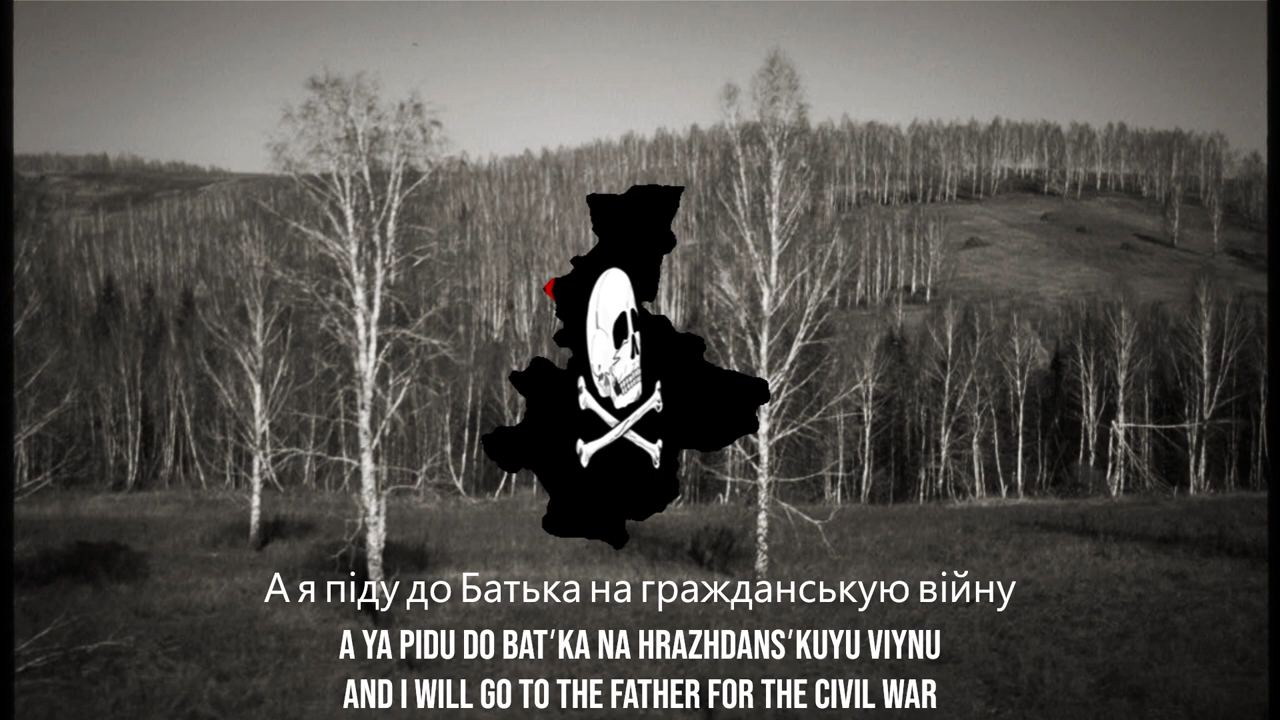 А я піду до Батька на гражданськую війну
A YA PIDU DO BAT'KA NA HRAZHDANS'KUYU VIYNU
AND I WILL GO TO THE FATHER FOR THE CIVIL WAR